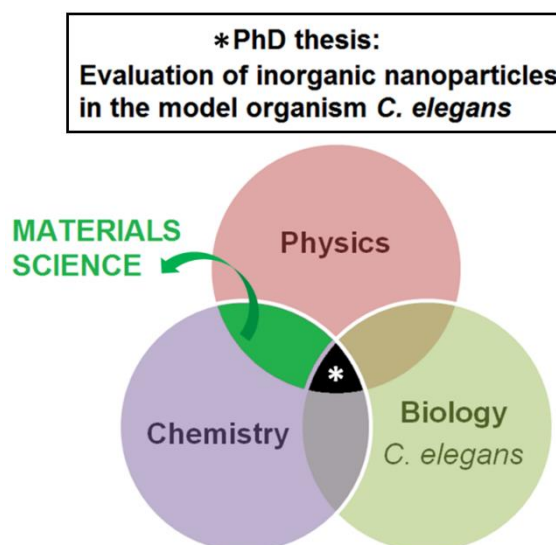 *PhD thesis:
Evaluation of inorganic nanoparticles
in the model organism C. elegans
MATERIALS
SCIENCE
Physics
*
Chemistry
Biology
C. elegans